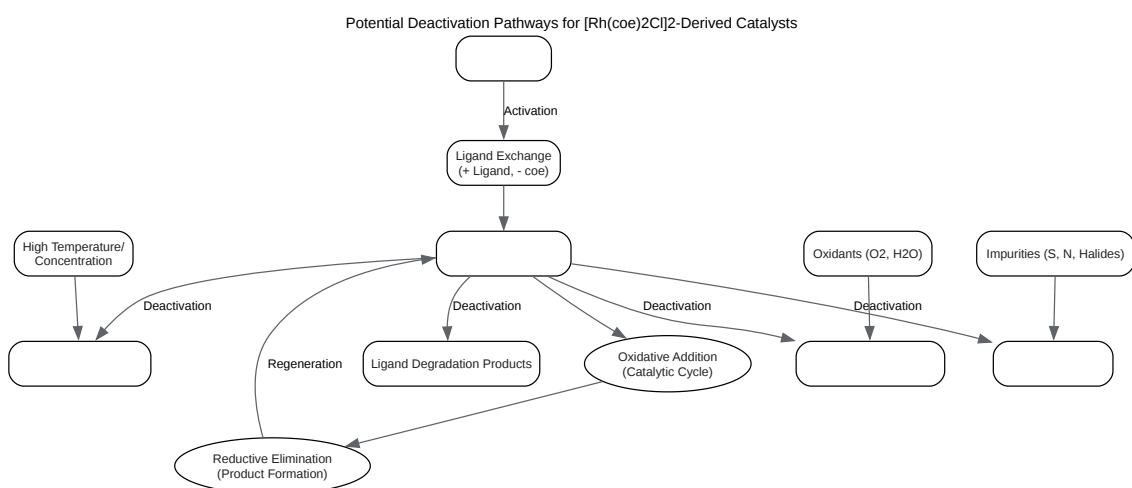 Potential Deactivation Pathways for [Rh(coe)2Cl]2-Derived Catalysts
Activation
Ligand Exchange
(+ Ligand, - coe)
High Temperature/
Concentration
Oxidants (O2, H2O)
Impurities (S, N, Halides)
Deactivation
Deactivation
Deactivation
Deactivation
Regeneration
Ligand Degradation Products
Oxidative Addition
(Catalytic Cycle)
Reductive Elimination
(Product Formation)